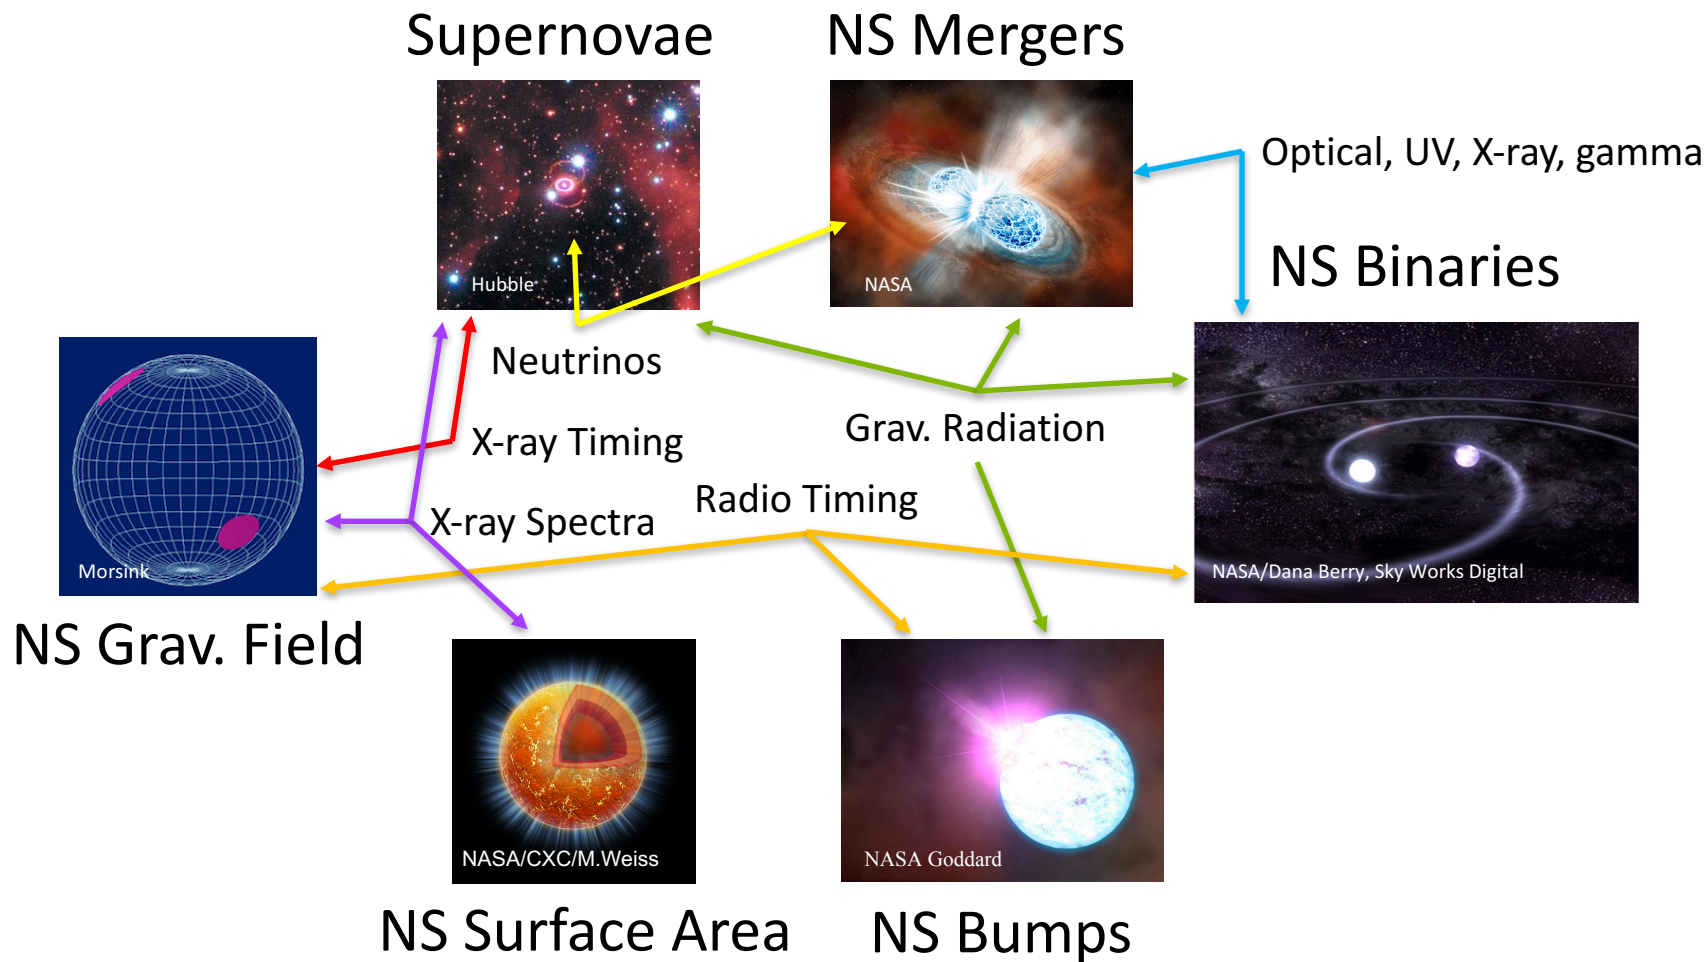 Supernovae
NS Mergers
Optical, UV, X-ray, gamma
Hubble
NASA
NS Binaries
Neutrinos
X-ray Timing
Grav. Radiation
X-ray Spectra
Radio Timing
Morsink
NASA/Dana Berry, Sky Works Digital
NS Grav. Field
NASA/CXC/M.Weiss
NASA Goddard
NS Surface Area
NS Bumps